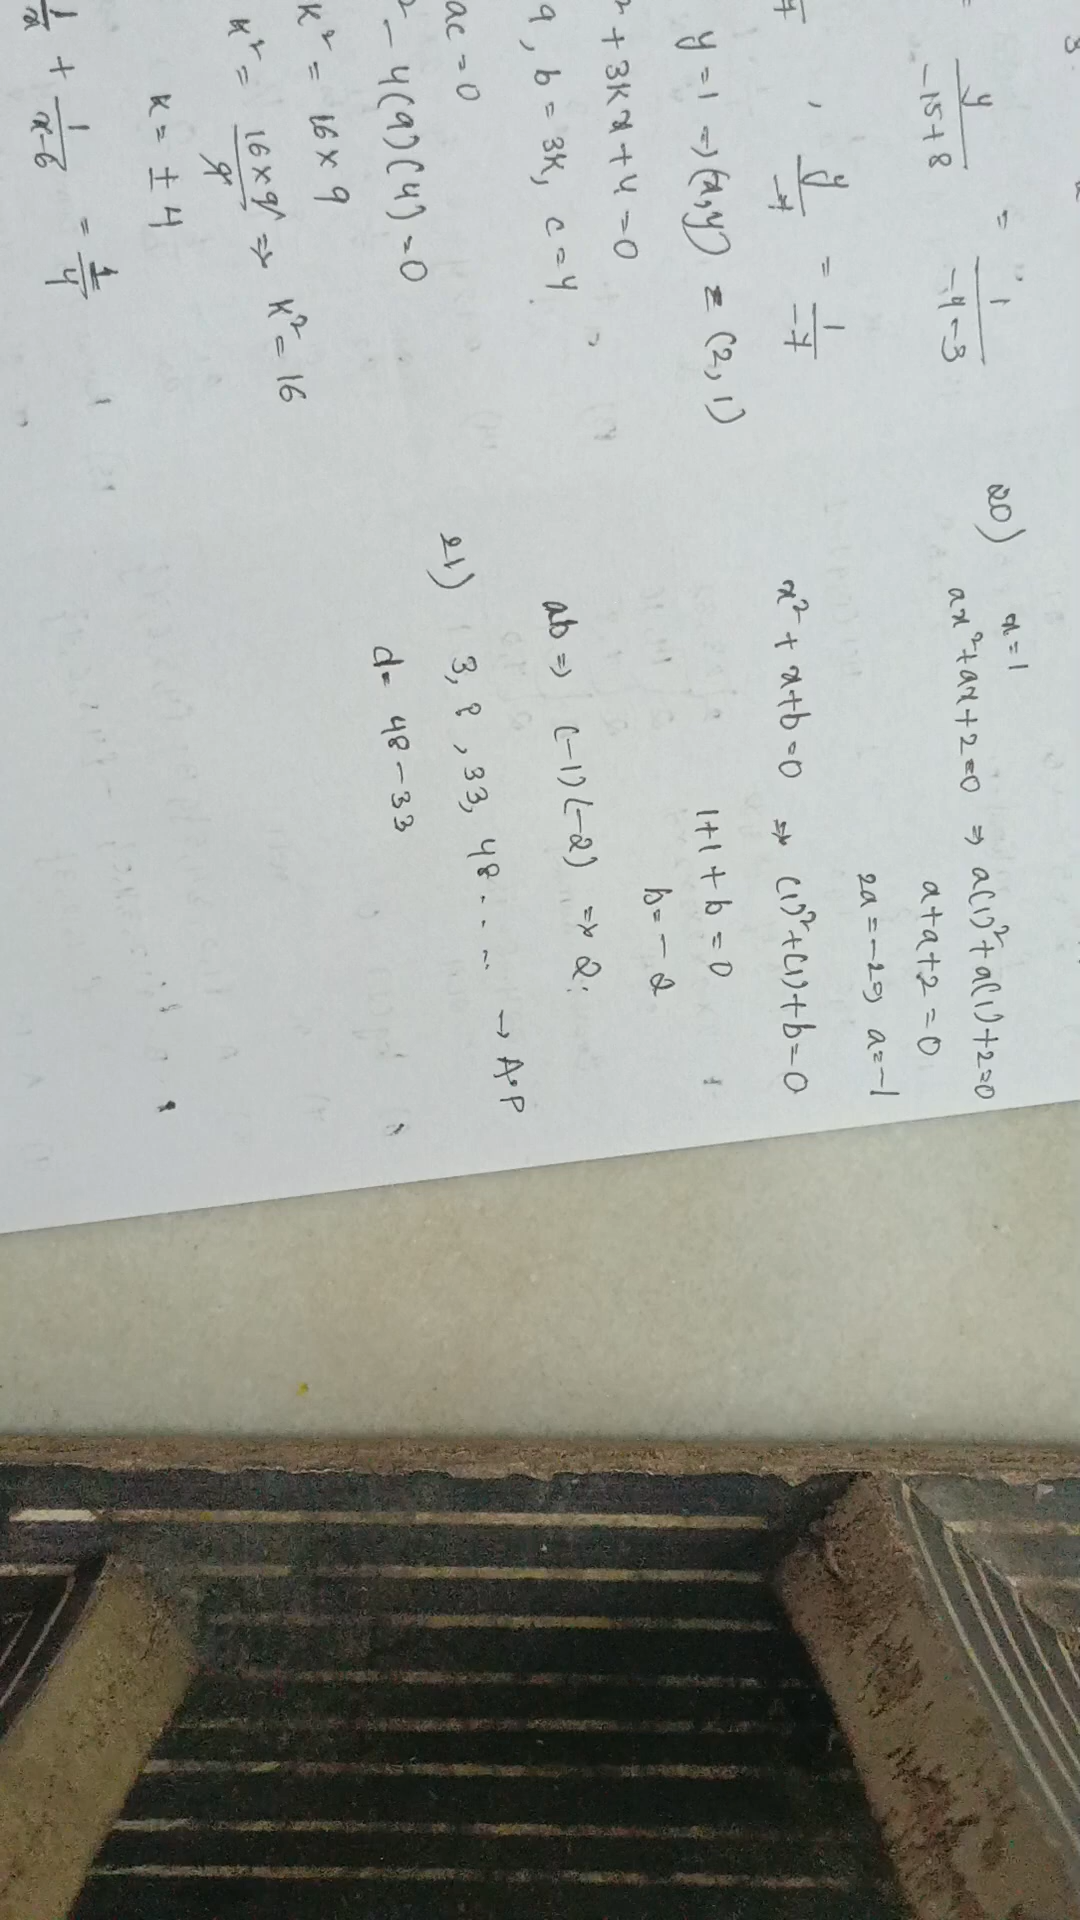 y/(-15+8) = 1/(-4-3)
, y/-7 = 1/-7
y=1 ⇒ (x,y) = (2,1)
+ 3kx + 4 = 0
9, b = 3k, c = 4
ac = 0
- 4(9)(4) = 0
k² = 16 × 9
k² = 16×9/9 ⇒ k² = 16
k = ± 4
1/x + 1/(x-6) = 1/4
20) x=1
ax²+ax+2=0 ⇒ a(1)²+a(1)+2=0
a+a+2=0
2a=-2⇒ a=-1
x²+x+b=0 ⇒ (1)²+(1)+b=0
1+1+b=0
b=-2
ab ⇒ (-1)(-2) ⇒ 2
21) 3, 8, 33, 48 .... → A.P
d= 48-33